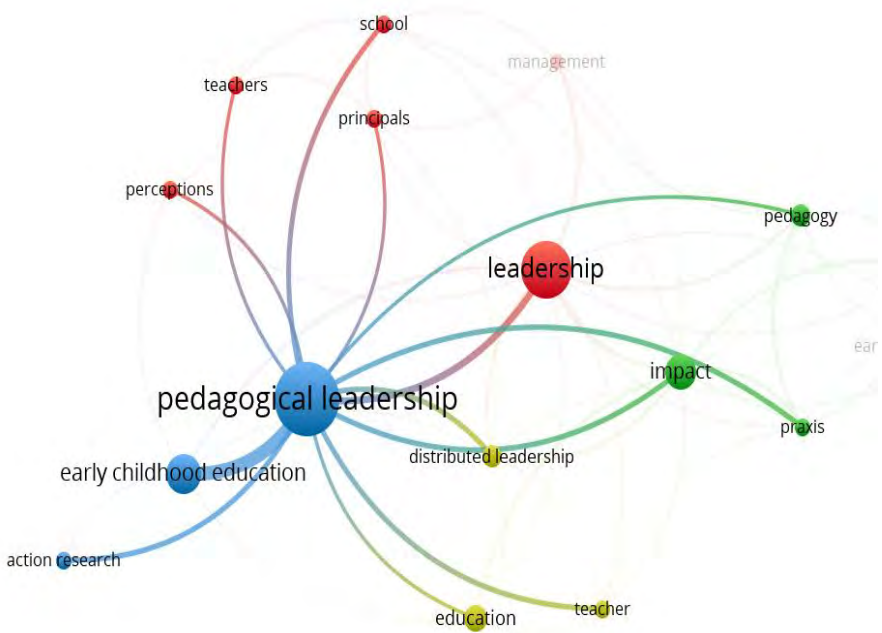 school
management
teachers
principals
perceptions
pedagogy
leadership
impact
pedagogical leadership
praxis
distributed leadership
early childhood education
action research
teacher
education
ear